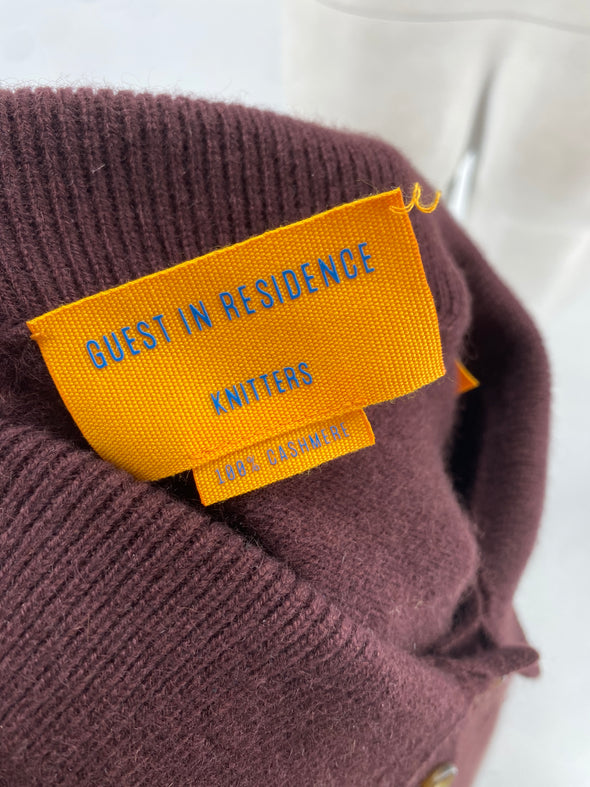 GUEST IN RESIDENCE
KNITTERS
100% CASHMERE